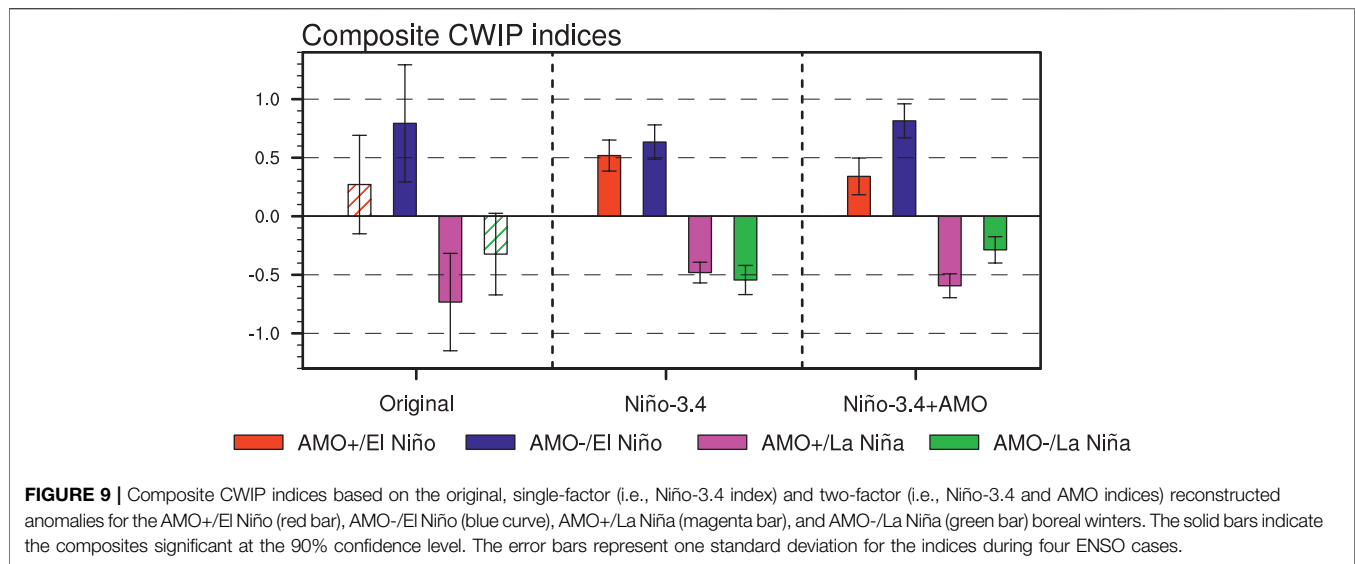 Composite CWIP indices
1.0
0.5
0.0
-0.5
-1.0
Original Niño-3.4 Niño-3.4+AMO
AMO+/El Niño AMO-/El Niño AMO+/La Niña AMO-/La Niña
FIGURE 9 | Composite CWIP indices based on the original, single-factor (i.e., Niño-3.4 index) and two-factor (i.e., Niño-3.4 and AMO indices) reconstructed
anomalies for the AMO+/El Niño (red bar), AMO-/El Niño (blue curve), AMO+/La Niña (magenta bar), and AMO-/La Niña (green bar) boreal winters. The solid bars indicate
the composites significant at the 90% confidence level. The error bars represent one standard deviation for the indices during four ENSO cases.